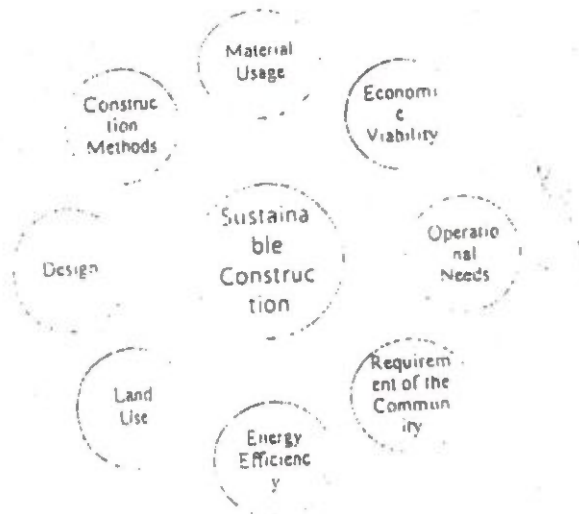 Material
Usage
Economi
c
Viability
Construc
tion
Methods
Sustaina
ble
Construc
tion
Operatio
nal
Needs
Design
Requirem
ent of the
Commun
ity
Land
Use
Energy
Efficienc
y